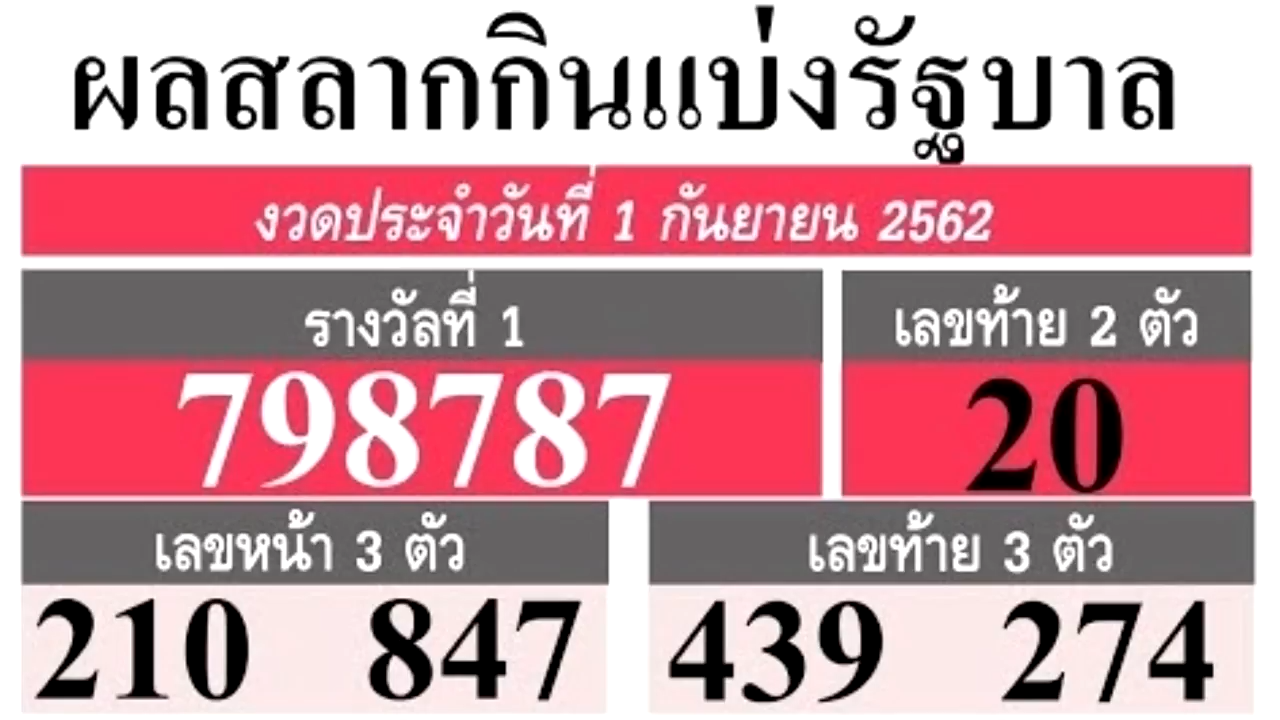 ผลสลากกินแบ่งรัฐบาล
งวดประจำวันที่ 1 กันยายน 2562
รางวัลที่ 1
798787
เลขท้าย 2 ตัว
20
เลขหน้า 3 ตัว
210 847
เลขท้าย 3 ตัว
439 274